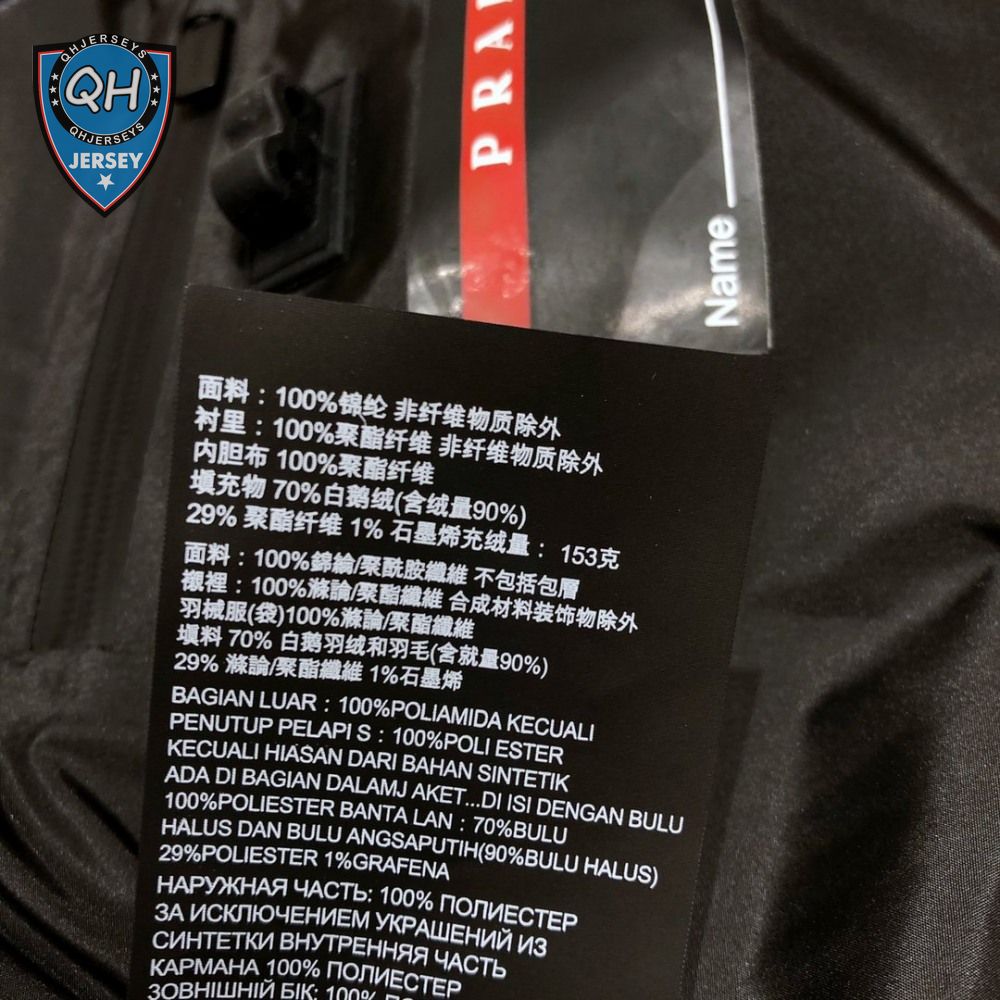 QHJERSEYS
QH
QHJERSEYS
JERSEY
PRA
Name
面料：100%锦纶 非纤维物质除外
衬里：100%聚酯纤维 非纤维物质除外
内胆布 100%聚酯纤维
填充物 70%白鹅绒(含绒量90%)
29% 聚酯纤维 1% 石墨烯充绒量： 153克
面料：100%錦綸/聚酰胺纖維 不包括包層
襯裡：100%滌論/聚酯纖維 合成材料装饰物除外
羽械服(袋)100%滌論/聚酯纖維
填料 70% 白鹅羽绒和羽毛(含
量90%)
29% 滌論/聚酯纖維 1%石墨烯
BAGIAN LUAR : 100%POLIAMIDA KECUALI
PENUTUP PELAPI S : 100%POLI ESTER
KECUALI HIASAN DARI BAHAN SINTETIK
ADA DI BAGIAN DALAMJ AKET...DI ISI DENGAN BULU
100%POLIESTER BANTA LAN : 70%BULU
HALUS DAN BULU ANGSAPUTIH(90%BULU HALUS)
29%POLIESTER 1%GRAFENA
НАРУЖНАЯ ЧАСТЬ: 100% ПОЛИЕСТЕР
ЗА ИСКЛЮЧЕНИЕМ УКРАШЕНИЙ ИЗ
СИНТЕТКИ ВНУТРЕННЯЯ ЧАСТЬ
КАРМАНА 100% ПОЛИЕСТЕР
ЗОВНІШНІЙ БІК: 100%